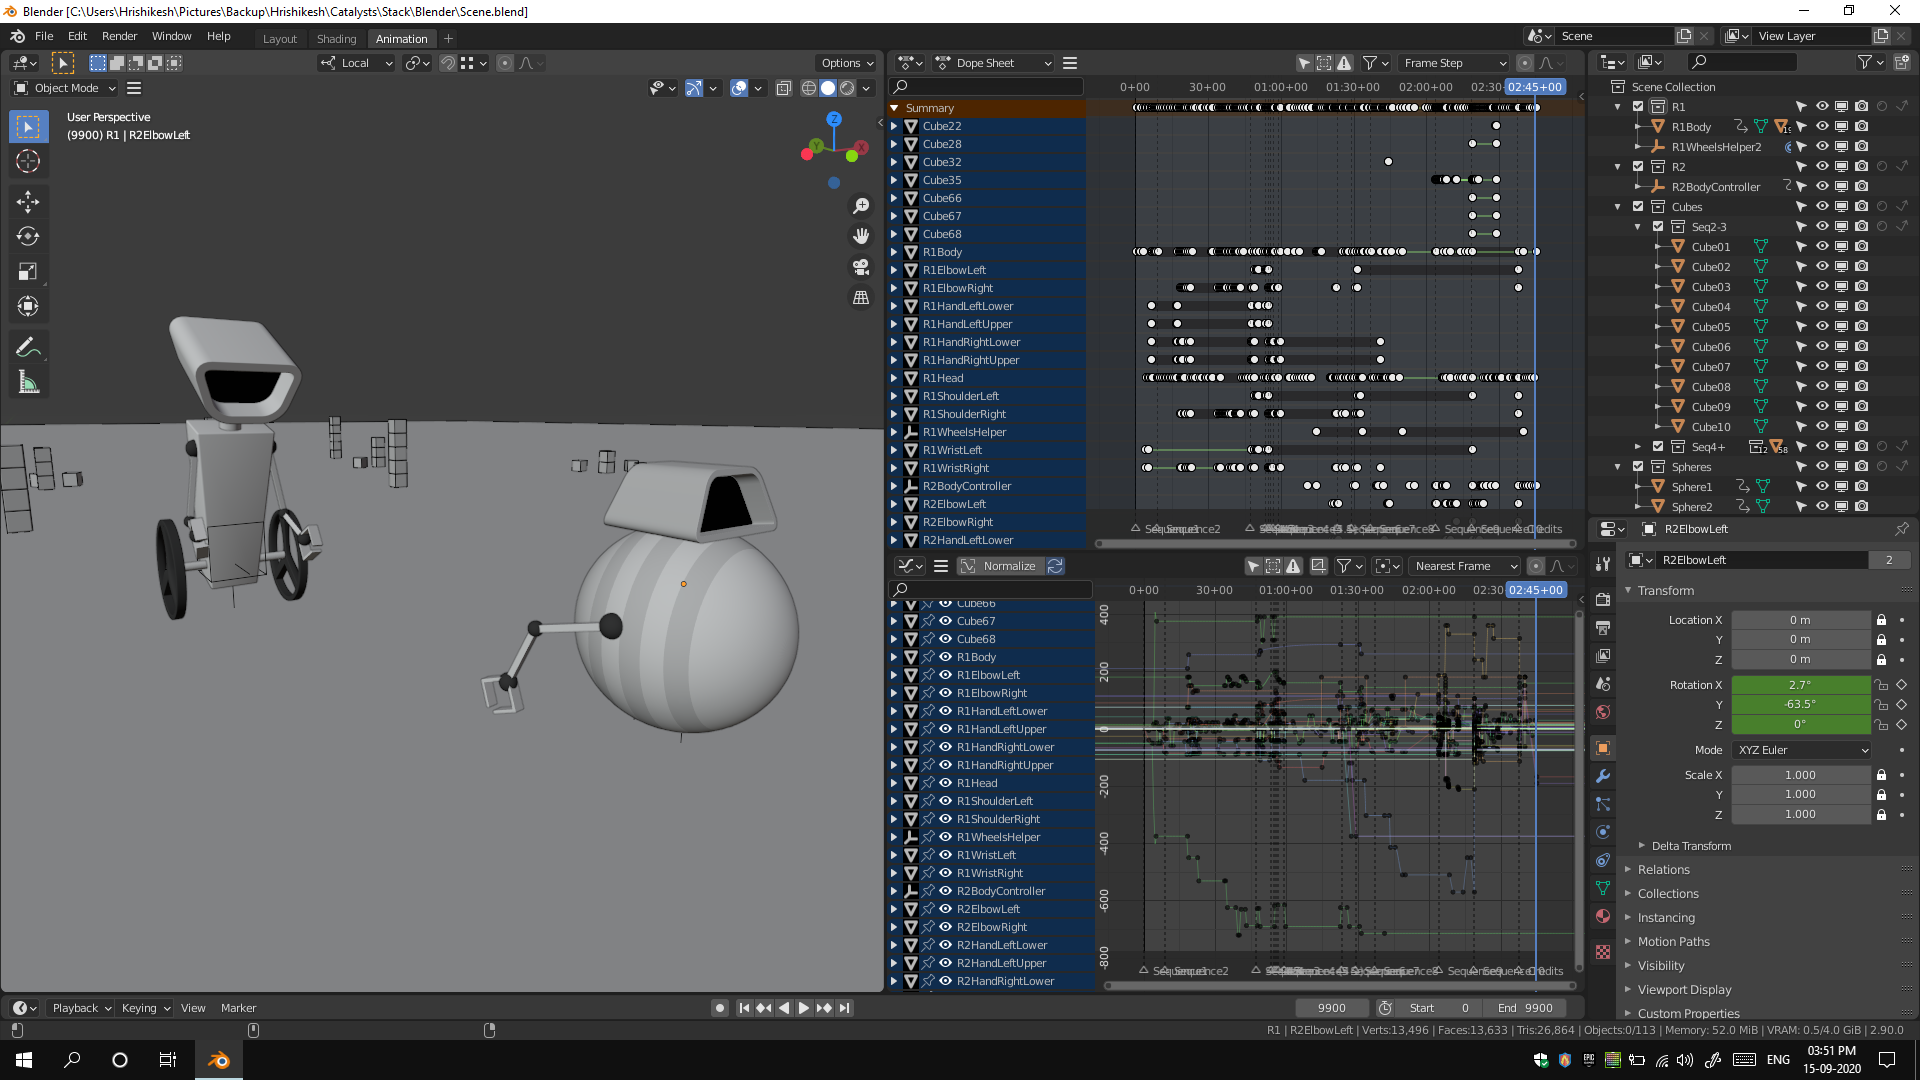 Blender [C:\Users\Hrishikesh\Pictures\Backup\Hrishikesh\Catalysts\Stack\Blender\Scene.blend]
File Edit Render Window Help Layout Shading Animation + Scene View Layer
Local Options
Object Mode
User Perspective
(9900) R1 | R2ElbowLeft
Z
Y
X
Dope Sheet Frame Step
0+00 30+00 01:00+00 01:30+00 02:00+00 02:30 02:45+00
Summary
Cube22
Cube28
Cube32
Cube35
Cube66
Cube67
Cube68
R1Body
R1ElbowLeft
R1ElbowRight
R1HandLeftLower
R1HandLeftUpper
R1HandRightLower
R1HandRightUpper
R1Head
R1ShoulderLeft
R1ShoulderRight
R1WheelsHelper
R1WristLeft
R1WristRight
R2BodyController
R2ElbowLeft
R2ElbowRight
R2HandLeftLower
Normalize Nearest Frame
0+00 30+00 01:00+00 01:30+00 02:00+00 02:30 02:45+00
Cube66
Cube67
Cube68
R1Body
R1ElbowLeft
R1ElbowRight
R1HandLeftLower
R1HandLeftUpper
R1HandRightLower
R1HandRightUpper
R1Head
R1ShoulderLeft
R1ShoulderRight
R1WheelsHelper
R1WristLeft
R1WristRight
R2BodyController
R2ElbowLeft
R2ElbowRight
R2HandLeftLower
R2HandLeftUpper
R2HandRightLower
400
200
0
-200
-400
-600
-800
Scene Collection
R1
R1Body
R1WheelsHelper2
R2
R2BodyController
Cubes
Seq2-3
Cube01
Cube02
Cube03
Cube04
Cube05
Cube06
Cube07
Cube08
Cube09
Cube10
Seq4+ 12 58
Spheres
Sphere1
Sphere2
R2ElbowLeft
R2ElbowLeft 2
Transform
Location X 0 m
Y 0 m
Z 0 m
Rotation X 2.7°
Y -63.5°
Z 0°
Mode XYZ Euler
Scale X 1.000
Y 1.000
Z 1.000
Delta Transform
Relations
Collections
Instancing
Motion Paths
Visibility
Viewport Display
Custom Properties
Playback Keying View Marker 9900 Start 0 End 9900
R1 | R2ElbowLeft | Verts:13,496 | Faces:13,633 | Tris:26,864 | Objects:0/113 | Memory: 52.0 MiB | VRAM: 0.5/4.0 GiB | 2.90.0
ENG
03:51 PM
15-09-2020